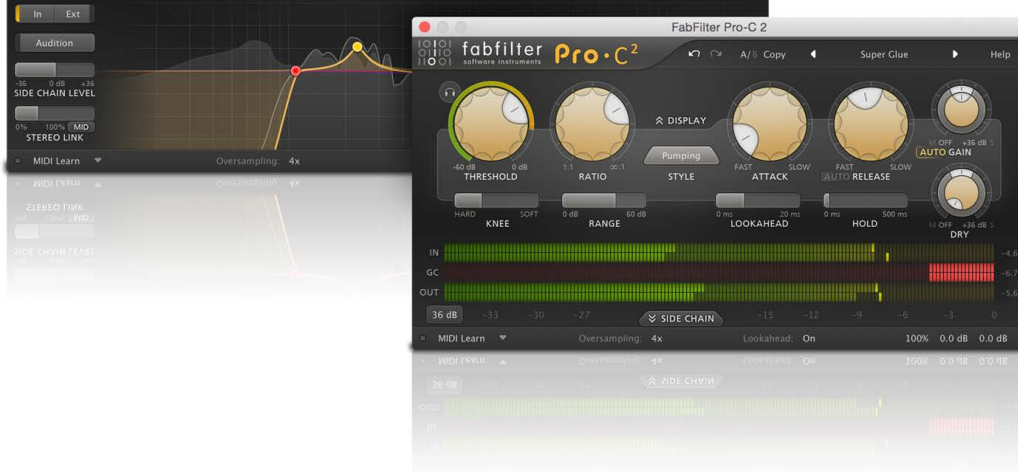 In Ext
Audition
-36 0 dB +36
SIDE CHAIN LEVEL
0% 100% MID
STEREO LINK
MIDI Learn Oversampling: 4x
FabFilter Pro-C 2
fabfilter
software instruments
Pro·C²
A/B Copy Super Glue Help
DISPLAY
M OFF +36 dB S
AUTO GAIN
Pumping
-60 dB 0 dB 1:1 ∞:1 FAST SLOW FAST SLOW
THRESHOLD RATIO STYLE ATTACK AUTO RELEASE
HARD SOFT 0 dB 60 dB 0 ms 20 ms 0 ms 500 ms
KNEE RANGE LOOKAHEAD HOLD
M OFF +36 dB S
DRY
IN -4.6
GC -6.7
OUT -5.6
36 dB -33 -30 -27 SIDE CHAIN -15 -12 -9 -6 -3 0
MIDI Learn Oversampling: 4x Lookahead: On 100% 0.0 dB 0.0 dB